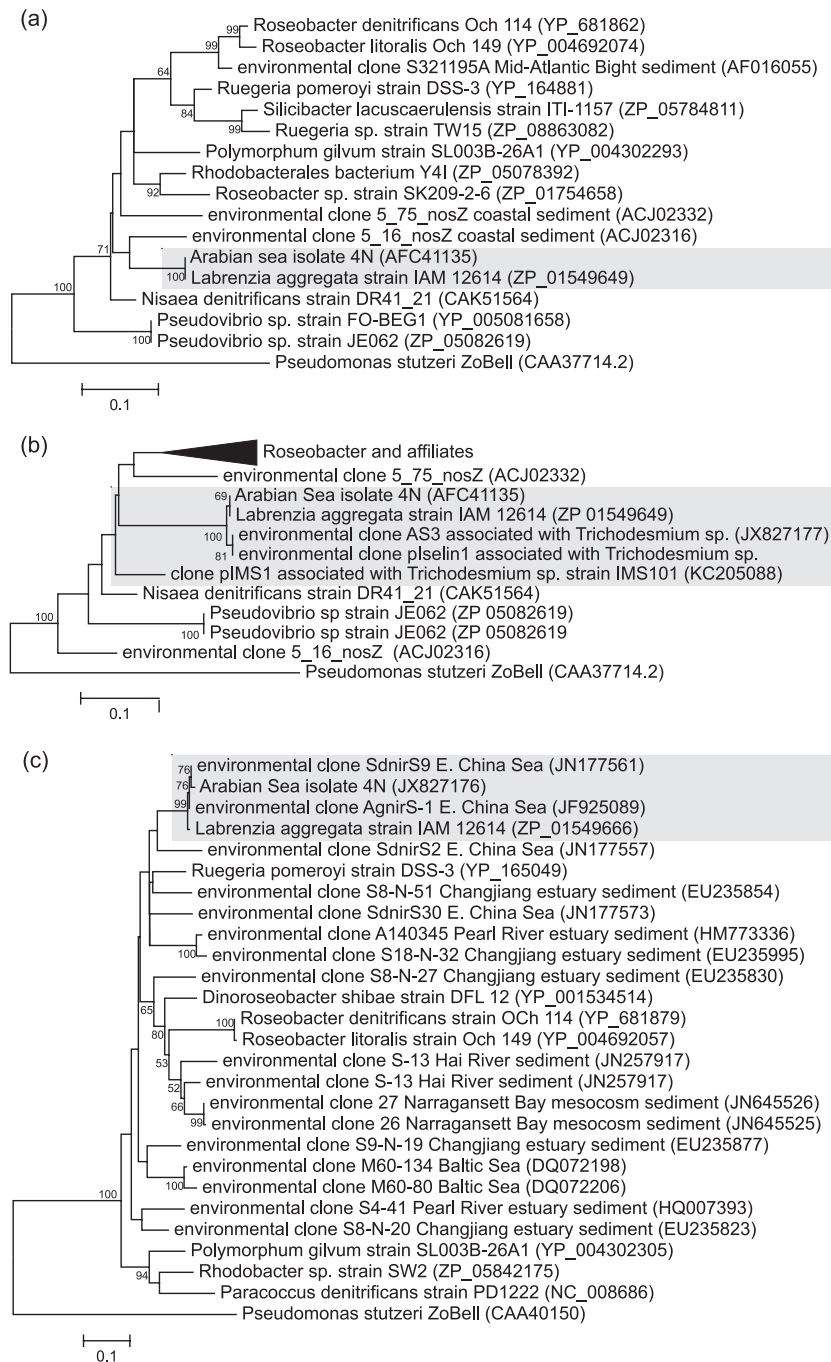 (a)
99
Roseobacter denitrificans Och 114 (YP_681862)
99
Roseobacter litoralis Och 149 (YP_004692074)
64
environmental clone S321195A Mid-Atlantic Bight sediment (AF016055)
Ruegeria pomeroyi strain DSS-3 (YP_164881)
84
Silicibacter lacuscaerulensis strain ITI-1157 (ZP_05784811)
99
Ruegeria sp. strain TW15 (ZP_08863082)
Polymorphum gilvum strain SL003B-26A1 (YP_004302293)
Rhodobacterales bacterium Y4I (ZP_05078392)
92
Roseobacter sp. strain SK209-2-6 (ZP_01754658)
environmental clone 5_75_nosZ coastal sediment (ACJ02332)
environmental clone 5_16_nosZ coastal sediment (ACJ02316)
71
Arabian sea isolate 4N (AFC41135)
100
Labrenzia aggregata strain IAM 12614 (ZP_01549649)
100
Nisaea denitrificans strain DR41_21 (CAK51564)
Pseudovibrio sp. strain FO-BEG1 (YP_005081658)
100
Pseudovibrio sp. strain JE062 (ZP_05082619)
Pseudomonas stutzeri ZoBell (CAA37714.2)
0.1
(b)
Roseobacter and affiliates
environmental clone 5_75_nosZ (ACJ02332)
69
Arabian Sea isolate 4N (AFC41135)
Labrenzia aggregata strain IAM 12614 (ZP 01549649)
100
environmental clone AS3 associated with Trichodesmium sp. (JX827177)
81
environmental clone pIselin1 associated with Trichodesmium sp.
clone pIMS1 associated with Trichodesmium sp. strain IMS101 (KC205088)
Nisaea denitrificans strain DR41_21 (CAK51564)
100
Pseudovibrio sp strain JE062 (ZP 05082619)
100
Pseudovibrio sp strain JE062 (ZP 05082619
environmental clone 5_16_nosZ (ACJ02316)
Pseudomonas stutzeri ZoBell (CAA37714.2)
0.1
(c)
76
environmental clone SdnirS9 E. China Sea (JN177561)
76
Arabian Sea isolate 4N (JX827176)
99
environmental clone AgnirS-1 E. China Sea (JF925089)
Labrenzia aggregata strain IAM 12614 (ZP_01549666)
environmental clone SdnirS2 E. China Sea (JN177557)
Ruegeria pomeroyi strain DSS-3 (YP_165049)
environmental clone S8-N-51 Changjiang estuary sediment (EU235854)
environmental clone SdnirS30 E. China Sea (JN177573)
environmental clone A140345 Pearl River estuary sediment (HM773336)
100
environmental clone S18-N-32 Changjiang estuary sediment (EU235995)
environmental clone S8-N-27 Changjiang estuary sediment (EU235830)
65
Dinoroseobacter shibae strain DFL 12 (YP_001534514)
80
100
Roseobacter denitrificans strain OCh 114 (YP_681879)
Roseobacter litoralis strain Och 149 (YP_004692057)
53
environmental clone S-13 Hai River sediment (JN257917)
52
environmental clone S-13 Hai River sediment (JN257917)
66
environmental clone 27 Narragansett Bay mesocosm sediment (JN645526)
99
environmental clone 26 Narragansett Bay mesocosm sediment (JN645525)
environmental clone S9-N-19 Changjiang estuary sediment (EU235877)
environmental clone M60-134 Baltic Sea (DQ072198)
100
environmental clone M60-80 Baltic Sea (DQ072206)
100
environmental clone S4-41 Pearl River estuary sediment (HQ007393)
environmental clone S8-N-20 Changjiang estuary sediment (EU235823)
Polymorphum gilvum strain SL003B-26A1 (YP_004302305)
94
Rhodobacter sp. strain SW2 (ZP_05842175)
Paracoccus denitrificans strain PD1222 (NC_008686)
Pseudomonas stutzeri ZoBell (CAA40150)
0.1